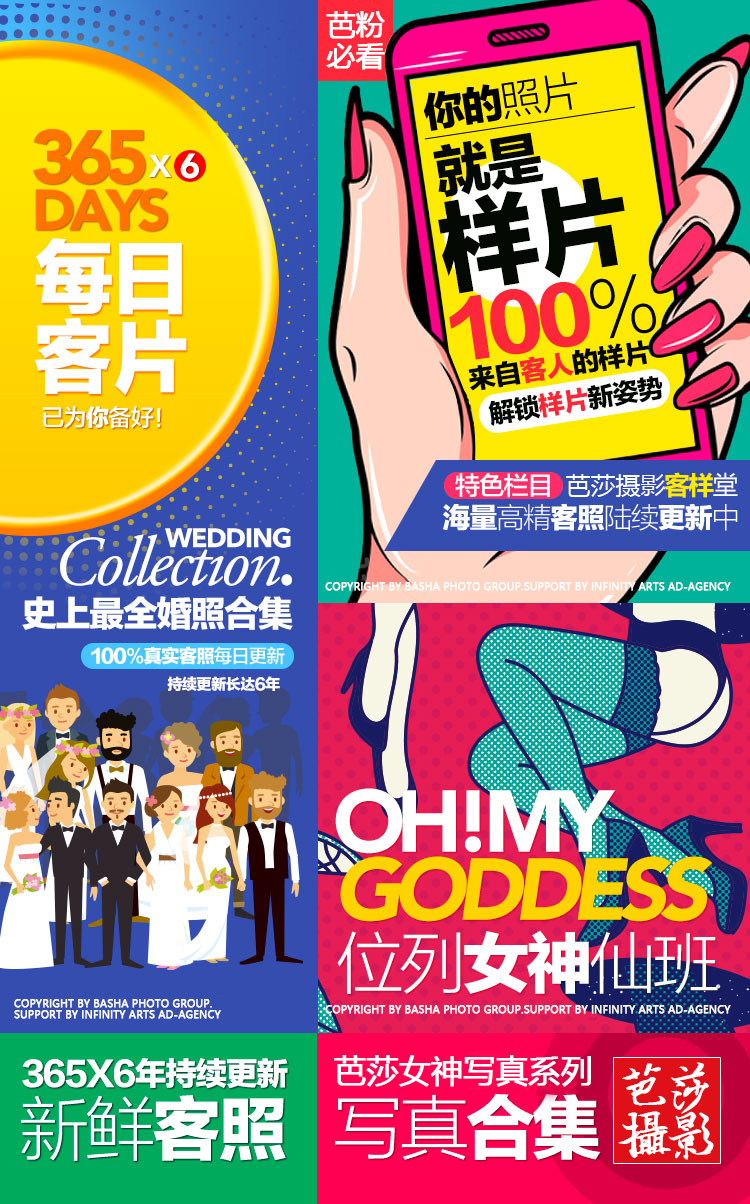 365 x 6
DAYS
每日
客片
已为你备好!
WEDDING
Collection.
史上最全婚照合集
100%真实客照每日更新
持续更新长达6年
COPYRIGHT BY BASHA PHOTO GROUP.
SUPPORT BY INFINITY ARTS AD-AGENCY
365X6年持续更新
新鲜客照
芭粉
必看
你的照片
就是
样片
100%
来自客人的样片
解锁样片新姿势
特色栏目 芭莎摄影客样堂
海量高精客照陆续更新中
COPYRIGHT BY BASHA PHOTO GROUP.SUPPORT BY INFINITY ARTS AD-AGENCY
OH!MY
GODDESS
位列女神仙班
COPYRIGHT BY BASHA PHOTO GROUP.SUPPORT BY INFINITY ARTS AD-AGENCY
芭莎女神写真系列
写真合集
芭莎
攝影